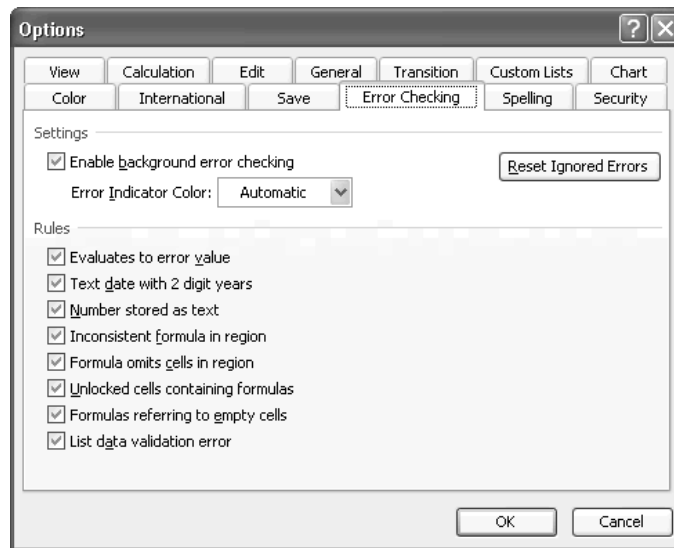 Options
View Calculation Edit General Transition Custom Lists Chart
Color International Save Error Checking Spelling Security
Settings
Enable background error checking
Reset Ignored Errors
Error Indicator Color: Automatic
Rules
Evaluates to error value
Text date with 2 digit years
Number stored as text
Inconsistent formula in region
Formula omits cells in region
Unlocked cells containing formulas
Formulas referring to empty cells
List data validation error
OK Cancel